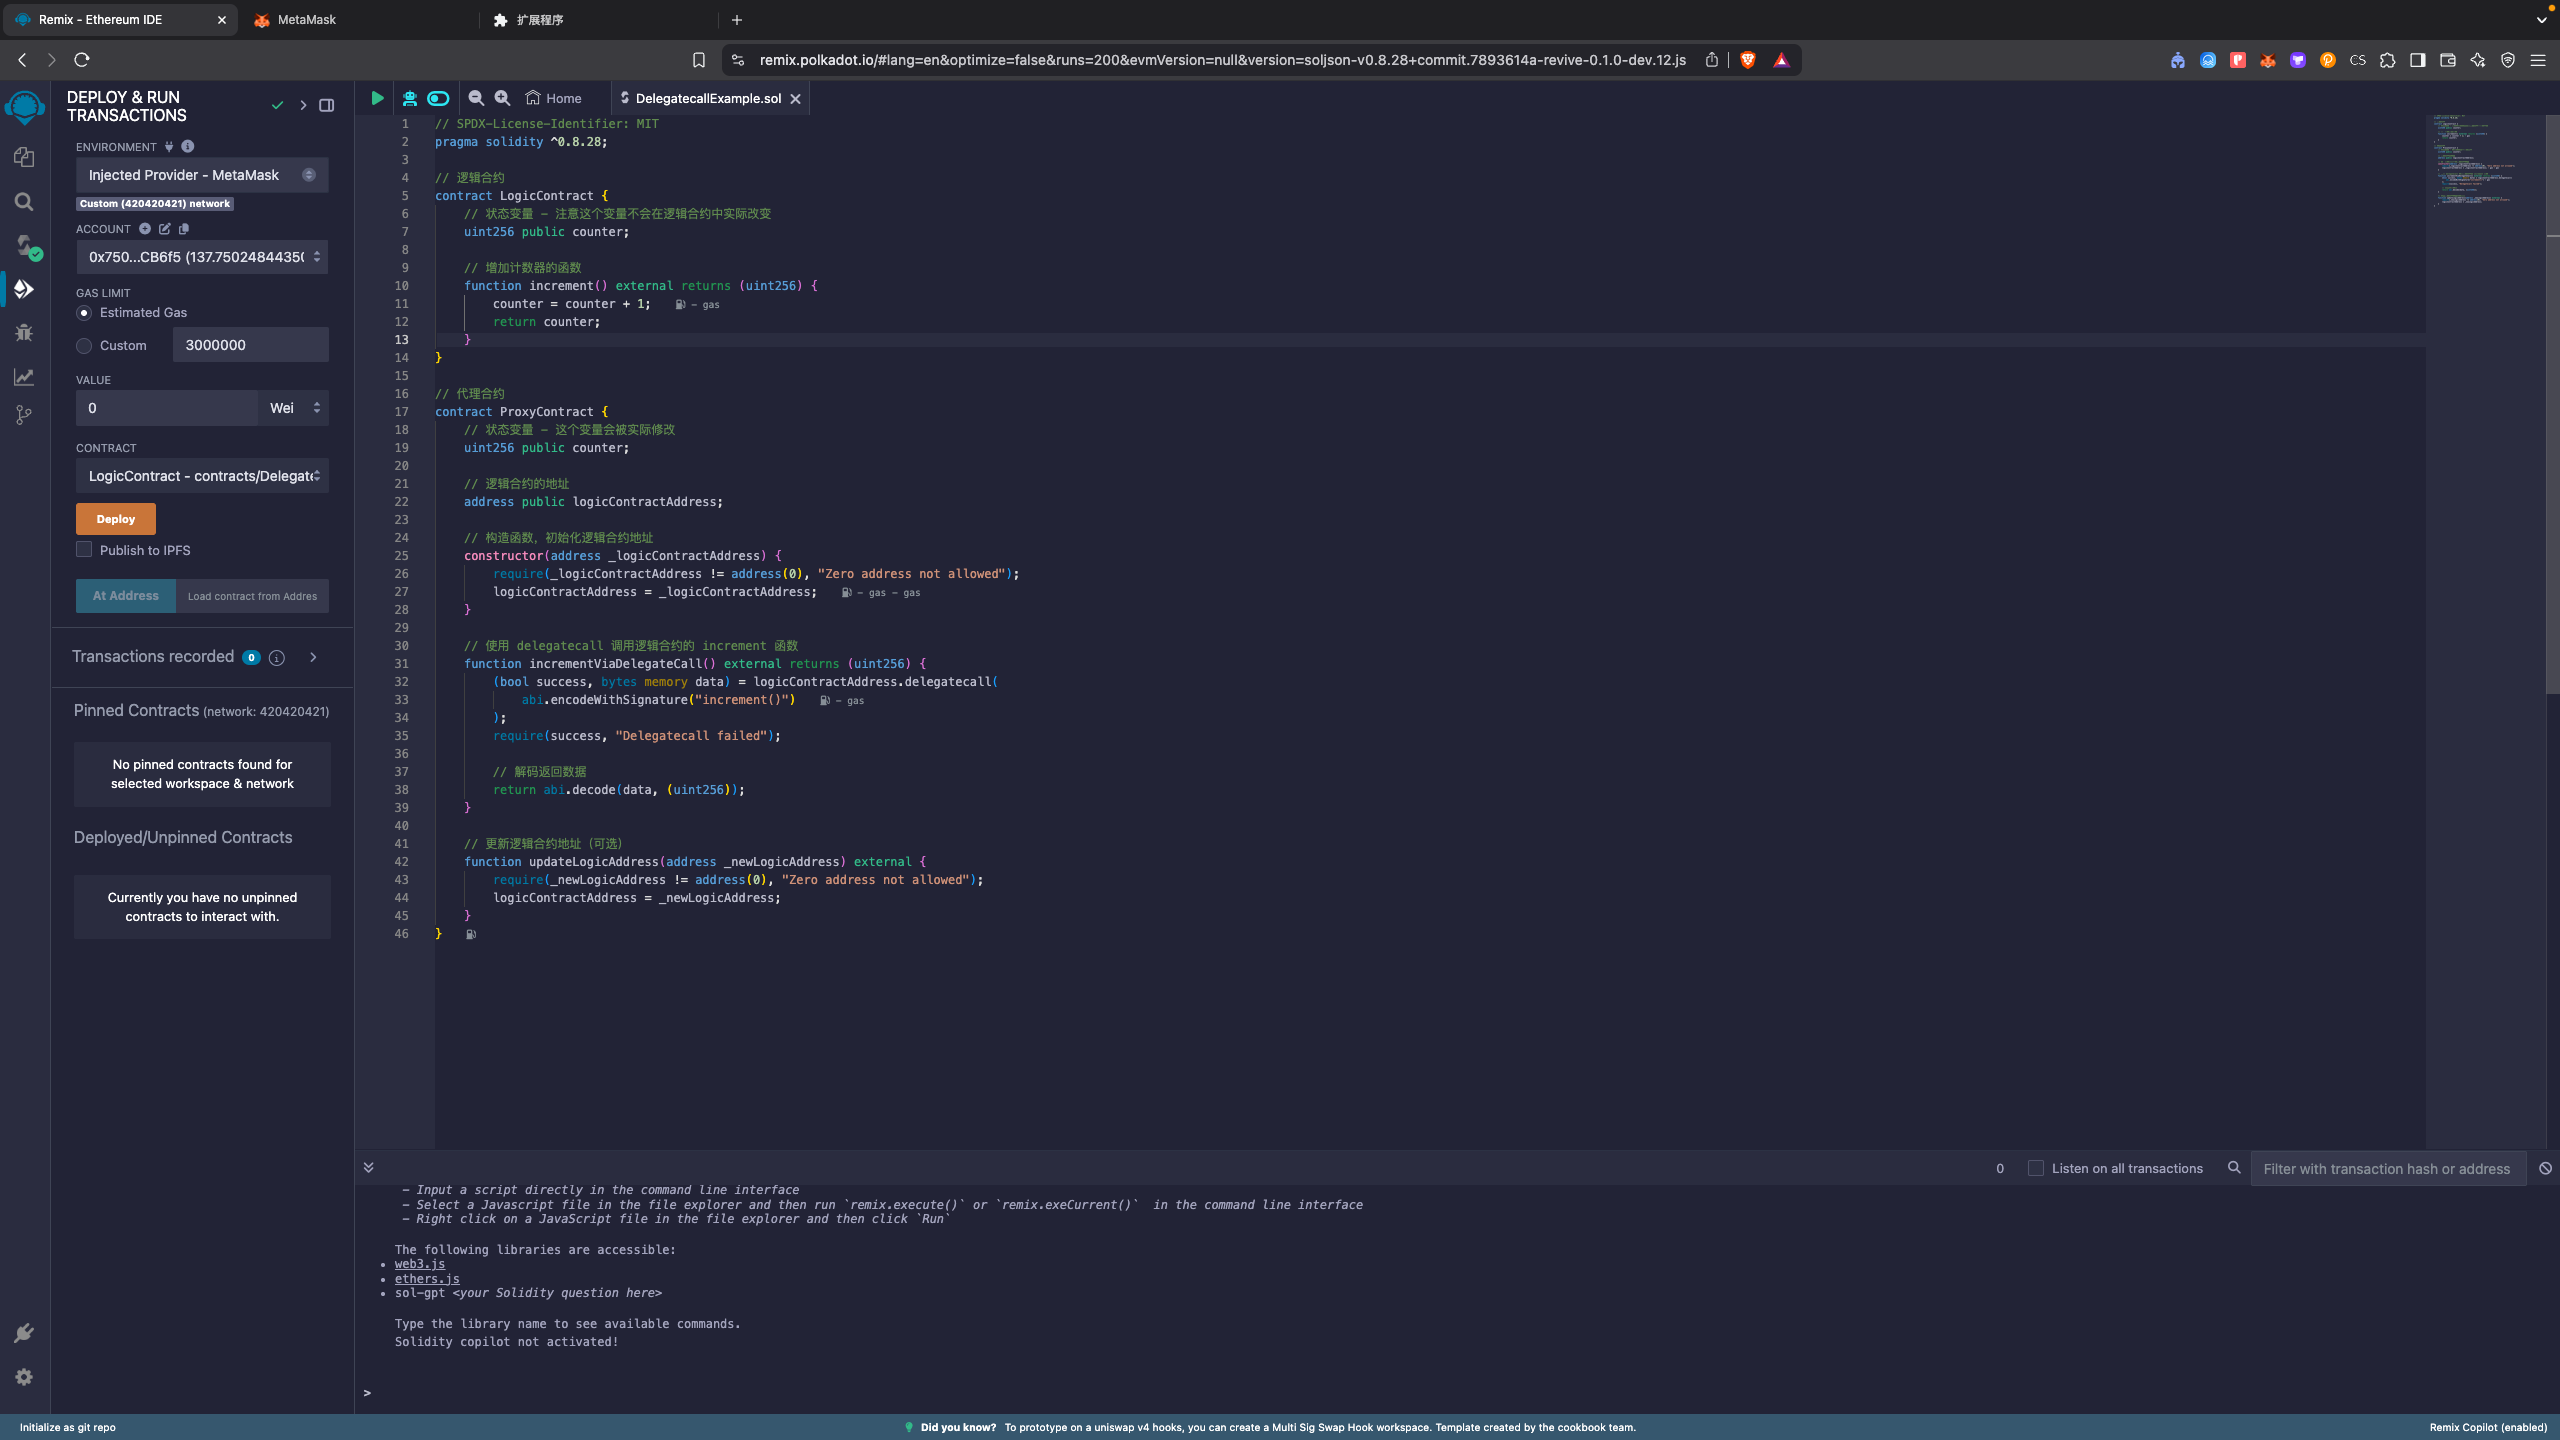 Remix - Ethereum IDE
MetaMask
扩展程序
remix.polkadot.io/#lang=en&optimize=false&runs=200&evmVersion=null&version=soljson-v0.8.28+commit.7893614a-revive-0.1.0-dev.12.js
CS
DEPLOY & RUN
TRANSACTIONS
ENVIRONMENT
Injected Provider - MetaMask
Custom (420420421) network
ACCOUNT
0x750...CB6f5 (137.75024844350
GAS LIMIT
Estimated Gas
Custom
3000000
VALUE
0
Wei
CONTRACT
LogicContract - contracts/Delegate
Deploy
Publish to IPFS
At Address
Load contract from Addres
Transactions recorded 0
Pinned Contracts (network: 420420421)
No pinned contracts found for
selected workspace & network
Deployed/Unpinned Contracts
Currently you have no unpinned
contracts to interact with.
Home
DelegatecallExample.sol
1 // SPDX-License-Identifier: MIT
2 pragma solidity ^0.8.28;
3
4 // 逻辑合约
5 contract LogicContract {
6 // 状态变量 - 注意这个变量不会在逻辑合约中实际改变
7 uint256 public counter;
8
9 // 增加计数器的函数
10 function increment() external returns (uint256) {
11 counter = counter + 1; - gas
12 return counter;
13 }
14 }
15
16 // 代理合约
17 contract ProxyContract {
18 // 状态变量 - 这个变量会被实际修改
19 uint256 public counter;
20
21 // 逻辑合约的地址
22 address public logicContractAddress;
23
24 // 构造函数，初始化逻辑合约地址
25 constructor(address _logicContractAddress) {
26 require(_logicContractAddress != address(0), "Zero address not allowed");
27 logicContractAddress = _logicContractAddress; - gas - gas
28 }
29
30 // 使用 delegatecall 调用逻辑合约的 increment 函数
31 function incrementViaDelegateCall() external returns (uint256) {
32 (bool success, bytes memory data) = logicContractAddress.delegatecall(
33 abi.encodeWithSignature("increment()") - gas
34 );
35 require(success, "Delegatecall failed");
36
37 // 解码返回数据
38 return abi.decode(data, (uint256));
39 }
40
41 // 更新逻辑合约地址（可选）
42 function updateLogicAddress(address _newLogicAddress) external {
43 require(_newLogicAddress != address(0), "Zero address not allowed");
44 logicContractAddress = _newLogicAddress;
45 }
46 }
0
Listen on all transactions
Filter with transaction hash or address
- Input a script directly in the command line interface
- Select a Javascript file in the file explorer and then run `remix.execute()` or `remix.exeCurrent()` in the command line interface
- Right click on a JavaScript file in the file explorer and then click `Run`
The following libraries are accessible:
• web3.js
• ethers.js
• sol-gpt <your Solidity question here>
Type the library name to see available commands.
Solidity copilot not activated!
>
Initialize as git repo
Did you know? To prototype on a uniswap v4 hooks, you can create a Multi Sig Swap Hook workspace. Template created by the cookbook team.
Remix Copilot (enabled)